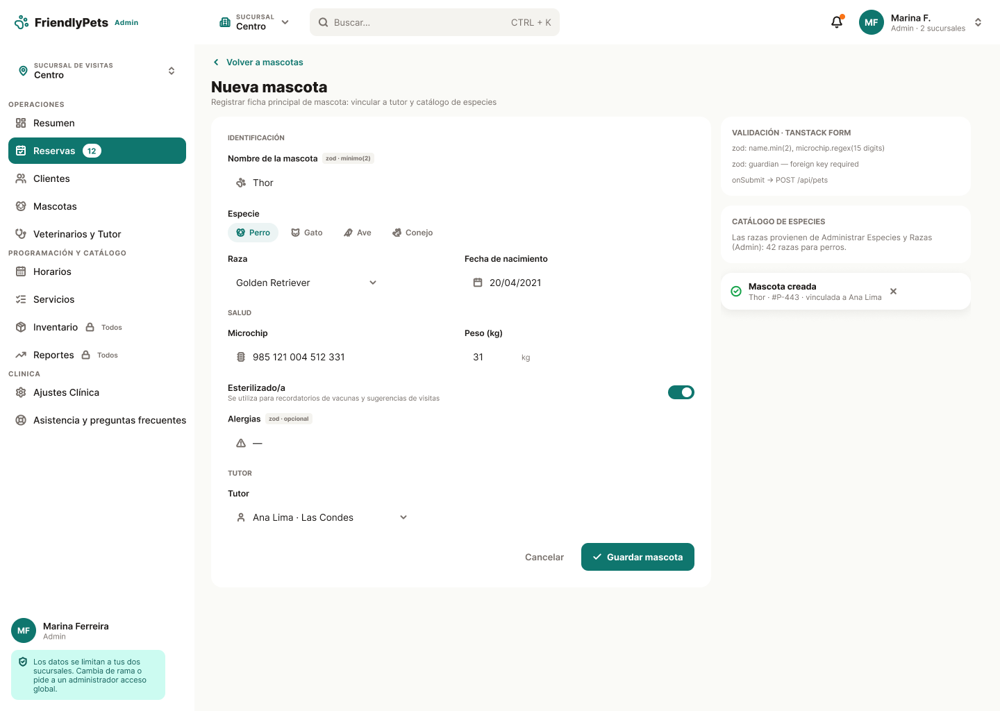 FriendlyPets Admin
SUCURSAL
Centro
Buscar...
CTRL + K
MF
Marina F.
Admin · 2 sucursales
SUCURSAL DE VISITAS
Centro
OPERACIONES
Resumen
Reservas 12
Clientes
Mascotas
Veterinarios y Tutor
PROGRAMACIÓN Y CATÁLOGO
Horarios
Servicios
Inventario Todos
Reportes Todos
CLINICA
Ajustes Clínica
Asistencia y preguntas frecuentes
MF
Marina Ferreira
Admin
Los datos se limitan a tus dos
sucursales. Cambia de rama o
pide a un administrador acceso
global.
Volver a mascotas
Nueva mascota
Registrar ficha principal de mascota: vincular a tutor y catálogo de especies
IDENTIFICACIÓN
Nombre de la mascota zod · mínimo(2)
Thor
Especie
Perro Gato Ave Conejo
Raza
Golden Retriever
Fecha de nacimiento
20/04/2021
SALUD
Microchip
985 121 004 512 331
Peso (kg)
31 kg
Esterilizado/a
Se utiliza para recordatorios de vacunas y sugerencias de visitas
Alergias zod · opcional
—
TUTOR
Tutor
Ana Lima · Las Condes
Cancelar
Guardar mascota
VALIDACIÓN · TANSTACK FORM
zod: name.min(2), microchip.regex(15 digits)
zod: guardian — foreign key required
onSubmit → POST /api/pets
CATÁLOGO DE ESPECIES
Las razas provienen de Administrar Especies y Razas
(Admin): 42 razas para perros.
Mascota creada
Thor · #P-443 · vinculada a Ana Lima